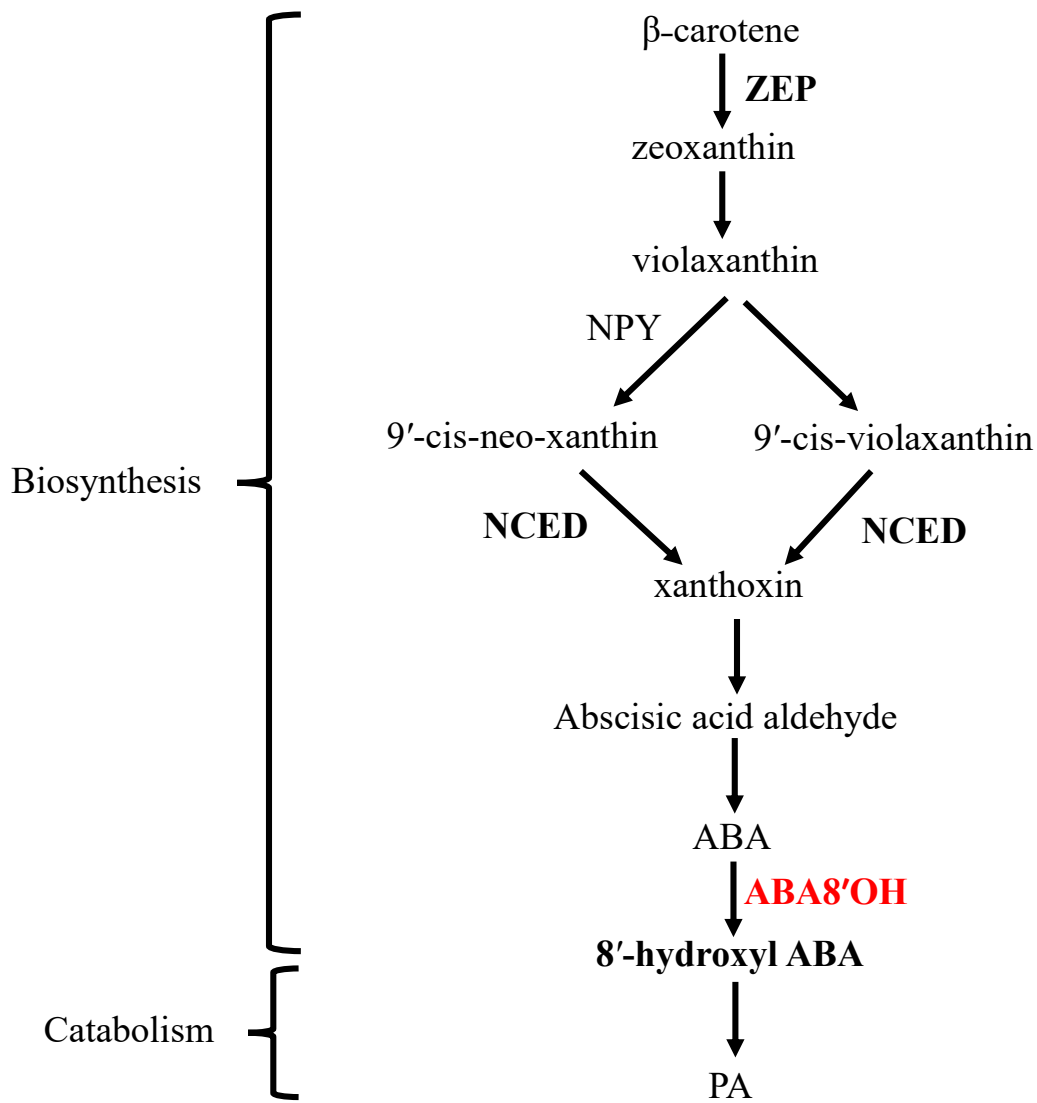 β-carotene
ZEP
zeoxanthin
violaxanthin
NPY
9′-cis-neo-xanthin
9′-cis-violaxanthin
Biosynthesis
NCED
NCED
xanthoxin
Abscisic acid aldehyde
ABA
ABA8′OH
8′-hydroxyl ABA
Catabolism
PA